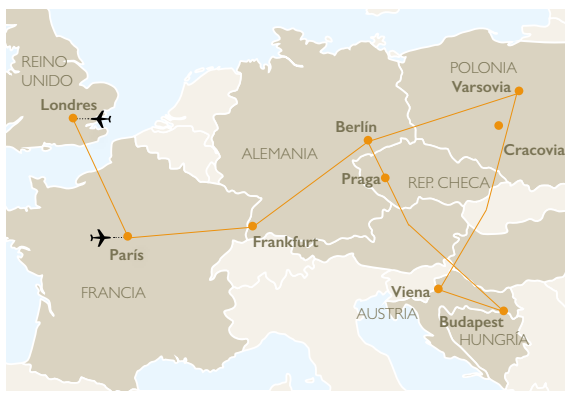 REINO
UNIDO
Londres
POLONIA
Varsovia
Berlín
ALEMANIA
Cracovia
Praga
REP. CHECA
Frankfurt
París
FRANCIA
Viena
AUSTRIA
Budapest
HUNGRÍA